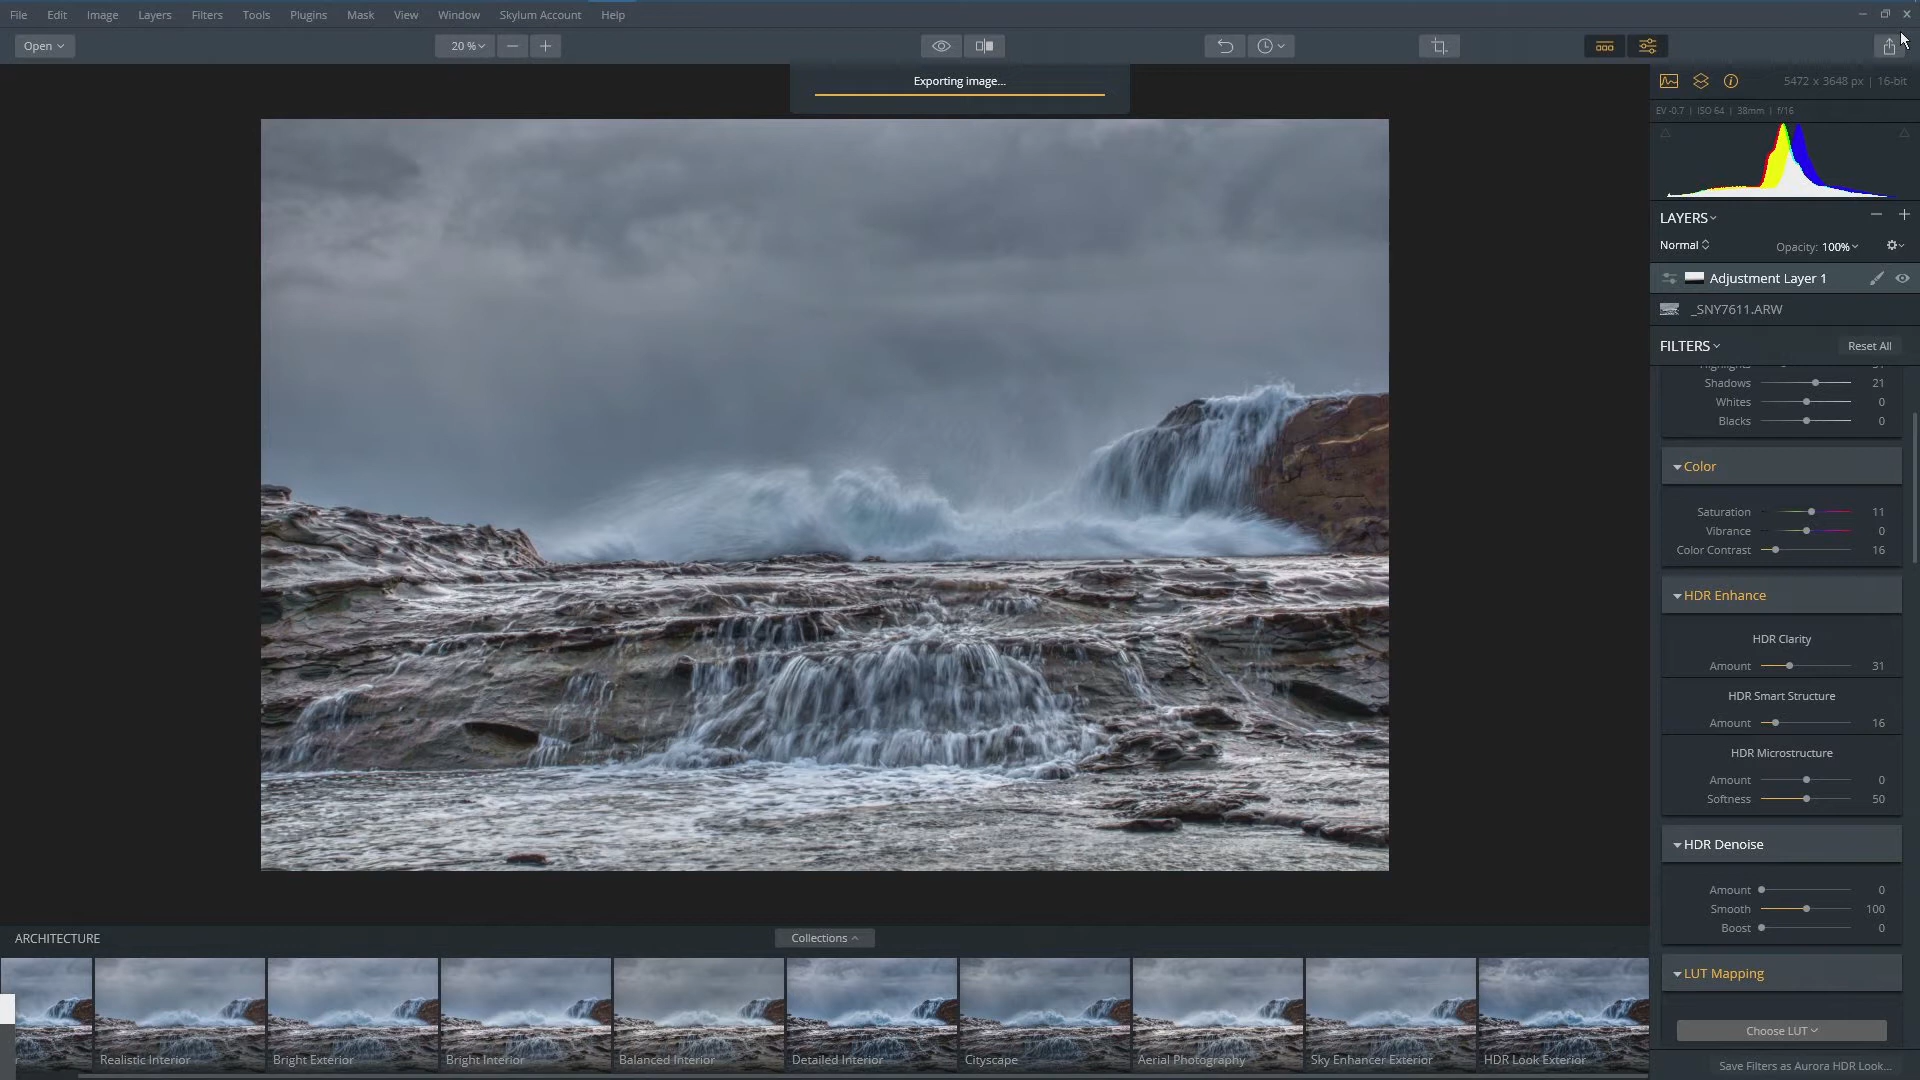 File Edit Image Layers Filters Tools Plugins Mask View Window Skylum Account Help
Open 20 %
Exporting image...
5472 x 3648 px | 16-bit
EV -0.7 | ISO 64 | 38mm | f/16
LAYERS
Normal Opacity: 100%
Adjustment Layer 1
_SNY7611.ARW
FILTERS Reset All
Shadows 21
Whites 0
Blacks 0
Color
Saturation 11
Vibrance 0
Color Contrast 16
HDR Enhance
HDR Clarity
Amount 31
HDR Smart Structure
Amount 16
HDR Microstructure
Amount 0
Softness 50
HDR Denoise
Amount 0
Smooth 100
Boost 0
LUT Mapping
Choose LUT
Save Filters as Aurora HDR Look...
ARCHITECTURE Collections
Realistic Interior Bright Exterior Bright Interior Balanced Interior Detailed Interior Cityscape Aerial Photography Sky Enhancer Exterior HDR Look Exterior